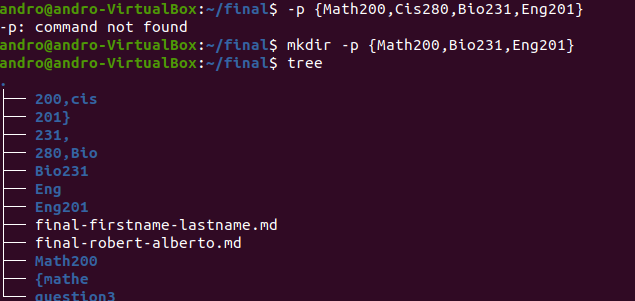 andro@andro-VirtualBox:~/final$ -p {Math200,Cis280,Bio231,Eng201}
-p: command not found
andro@andro-VirtualBox:~/final$ mkdir -p {Math200,Bio231,Eng201}
andro@andro-VirtualBox:~/final$ tree
.
├── 200,cis
├── 201}
├── 231,
├── 280,Bio
├── Bio231
├── Eng
├── Eng201
├── final-firstname-lastname.md
├── final-robert-alberto.md
├── Math200
├── {mathe
└── question3